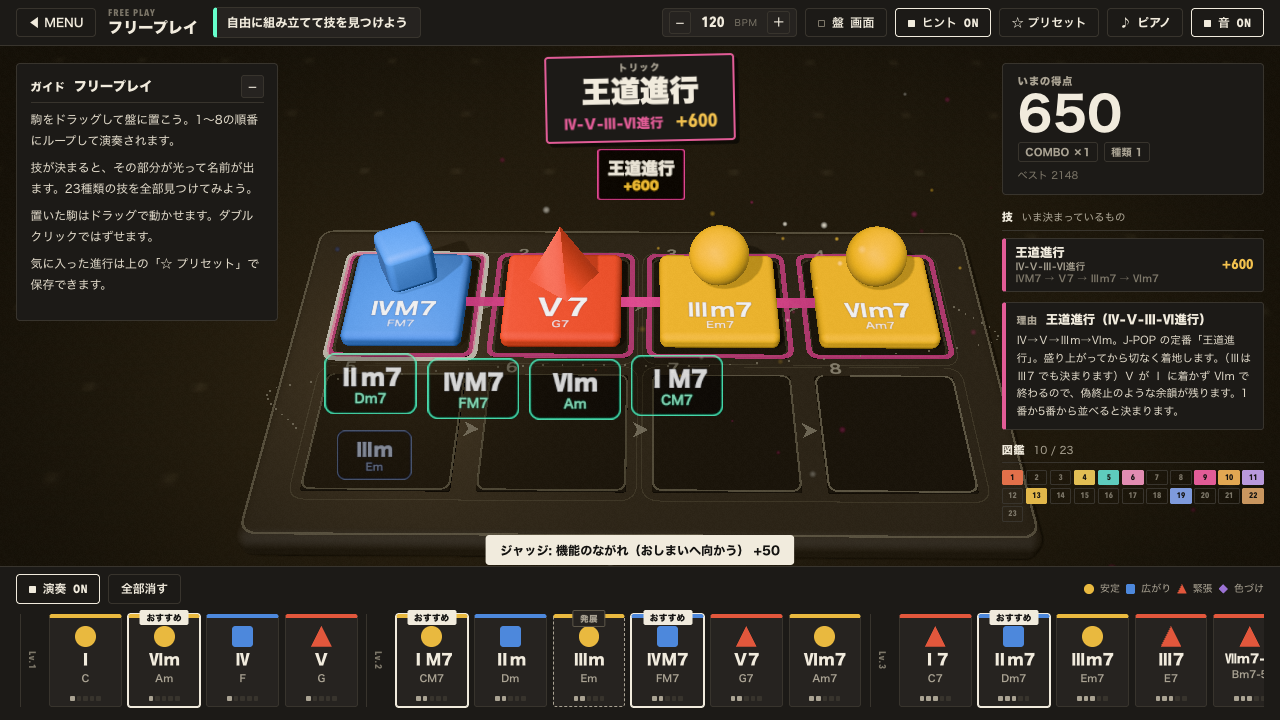 ◀ MENU
FREE PLAY
フリープレイ
自由に組み立てて技を見つけよう
− 120 BPM +
盤 画面
ヒント ON
☆ プリセット
♪ ピアノ
音 ON
ガイド フリープレイ
−
駒をドラッグして盤に置こう。1〜8の順番
にループして演奏されます。
技が決まると、その部分が光って名前が出
ます。23種類の技を全部見つけてみよう。
置いた駒はドラッグで動かせます。ダブル
クリックではずせます。
気に入った進行は上の「☆ プリセット」で
保存できます。
トリック
王道進行
Ⅳ-Ⅴ-Ⅲ-Ⅵ進行 +600
王道進行
+600
ⅣM7
FM7
Ⅴ7
G7
Ⅲm7
Em7
Ⅵm7
Am7
Ⅱm7
Dm7
ⅣM7
FM7
Ⅵm
Am
ⅠM7
CM7
Ⅲm
Em
6
7
8
ジャッジ: 機能のながれ（おしまいへ向かう） +50
いまの得点
650
COMBO ×1
種類 1
ベスト 2148
技 いま決まっているもの
王道進行
Ⅳ-Ⅴ-Ⅲ-Ⅵ進行
ⅣM7 → Ⅴ7 → Ⅲm7 → Ⅵm7
+600
理由 王道進行（Ⅳ-Ⅴ-Ⅲ-Ⅵ進行）
Ⅳ→Ⅴ→Ⅲm→Ⅵm。J-POP の定番「王道進
行」。盛り上がってから切なく着地します。（Ⅲは
Ⅲ7 でも決まります）Ⅴ が Ⅰ に着かず Ⅵm で
終わるので、偽終止のような余韻が残ります。1
番か5番から並べると決まります。
図鑑 10 / 23
1 2 3 4 5 6 7 8 9 10 11
12 13 14 15 16 17 18 19 20 21 22
23
演奏 ON
全部消す
安定 広がり 緊張 色づけ
Lv.1
Ⅰ
C
おすすめ
Ⅵm
Am
Ⅳ
F
Ⅴ
G
Lv.2
おすすめ
ⅠM7
CM7
Ⅱm
Dm
発展
Ⅲm
Em
おすすめ
ⅣM7
FM7
Ⅴ7
G7
Ⅵm7
Am7
Lv.3
Ⅰ7
C7
おすすめ
Ⅱm7
Dm7
Ⅲm7
Em7
Ⅲ7
E7
Ⅶm7-
Bm7-5